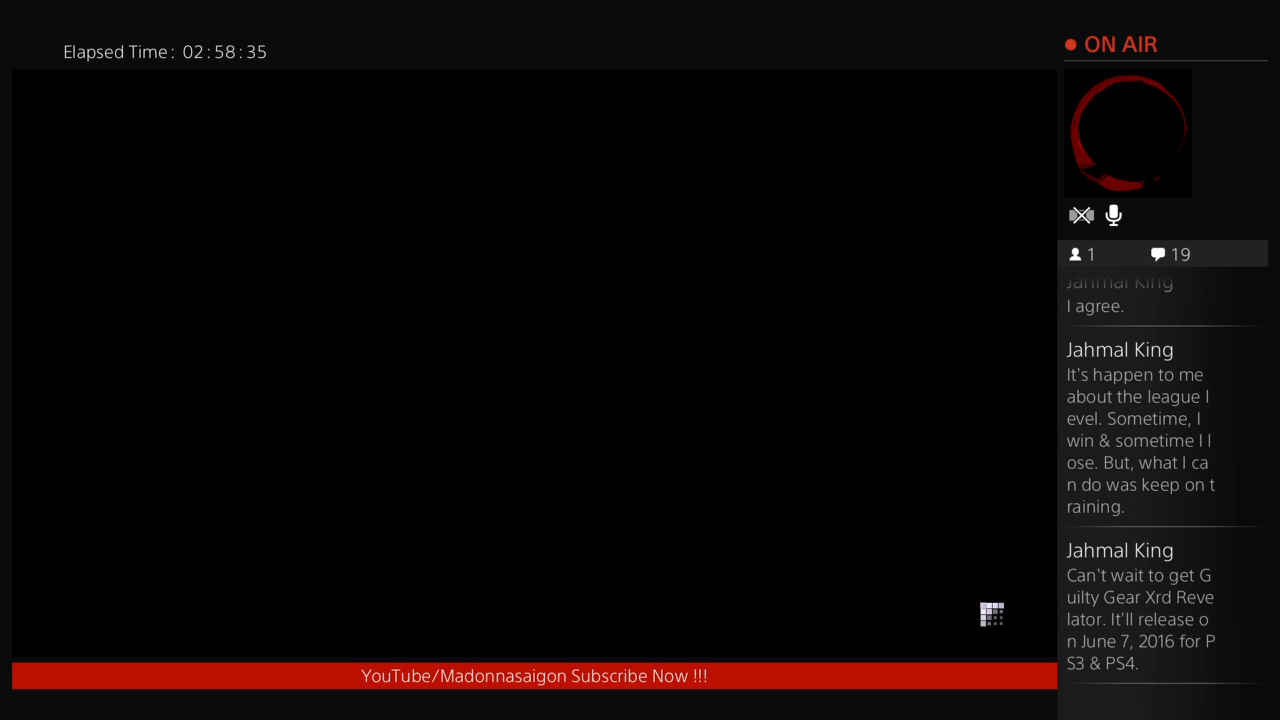 Elapsed Time: 02:58:35
ON AIR
1
19
Jahmal King
I agree.
Jahmal King
It's happen to me
about the league l
evel. Sometime, I
win & sometime I l
ose. But, what I ca
n do was keep on t
raining.
Jahmal King
Can't wait to get G
uilty Gear Xrd Reve
lator. It'll release o
n June 7, 2016 for P
S3 & PS4.
YouTube/Madonnasaigon Subscribe Now !!!